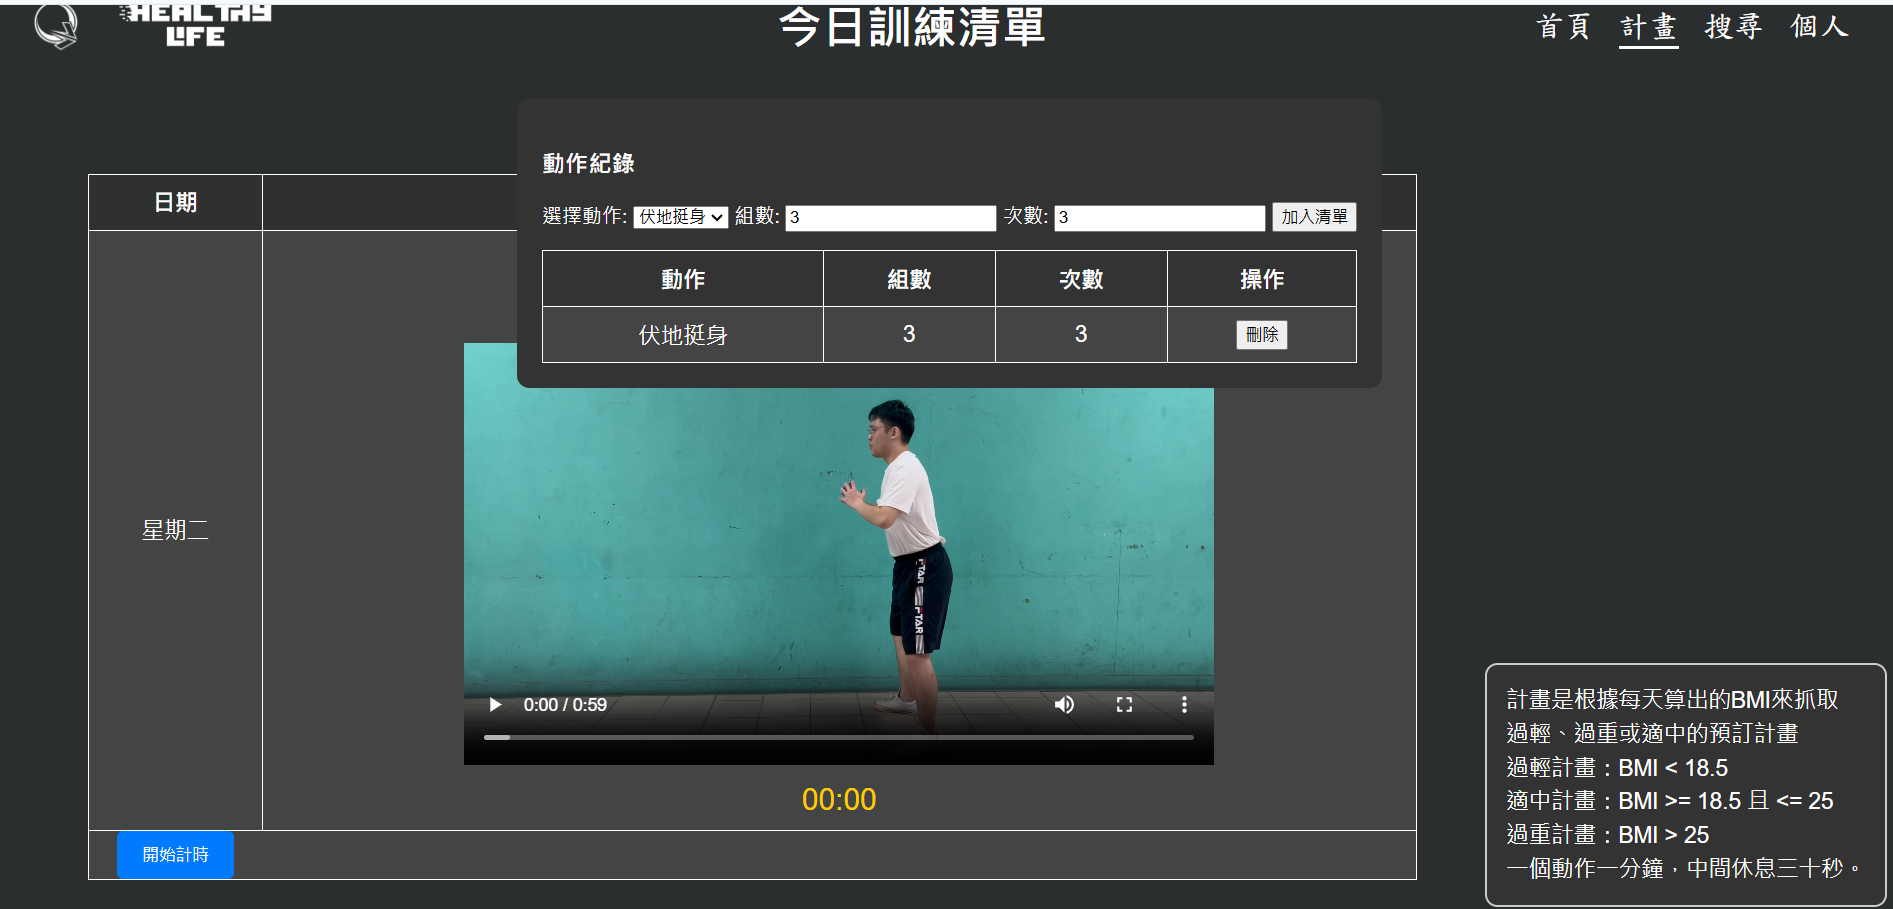 HEALTHY
LIFE
今日訓練清單
首頁 計畫 搜尋 個人
動作紀錄
選擇動作: 伏地挺身 組數: 3 次數: 3 加入清單
動作 組數 次數 操作
伏地挺身 3 3 刪除
日期
星期二
FTAR
FTAR
0:00 / 0:59
00:00
開始計時
計畫是根據每天算出的BMI來抓取
過輕、過重或適中的預訂計畫
過輕計畫：BMI < 18.5
適中計畫：BMI >= 18.5 且 <= 25
過重計畫：BMI > 25
一個動作一分鐘，中間休息三十秒。